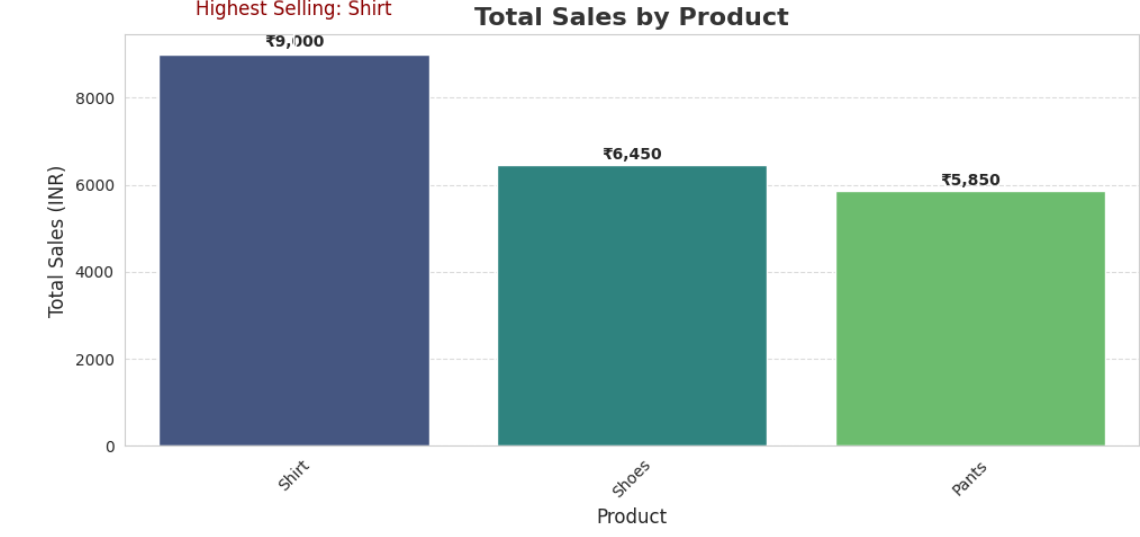 Highest Selling: Shirt
Total Sales by Product
₹9,000
8000
₹6,450
6000
₹5,850
4000
2000
0
Total Sales (INR)
Shirt
Shoes
Pants
Product